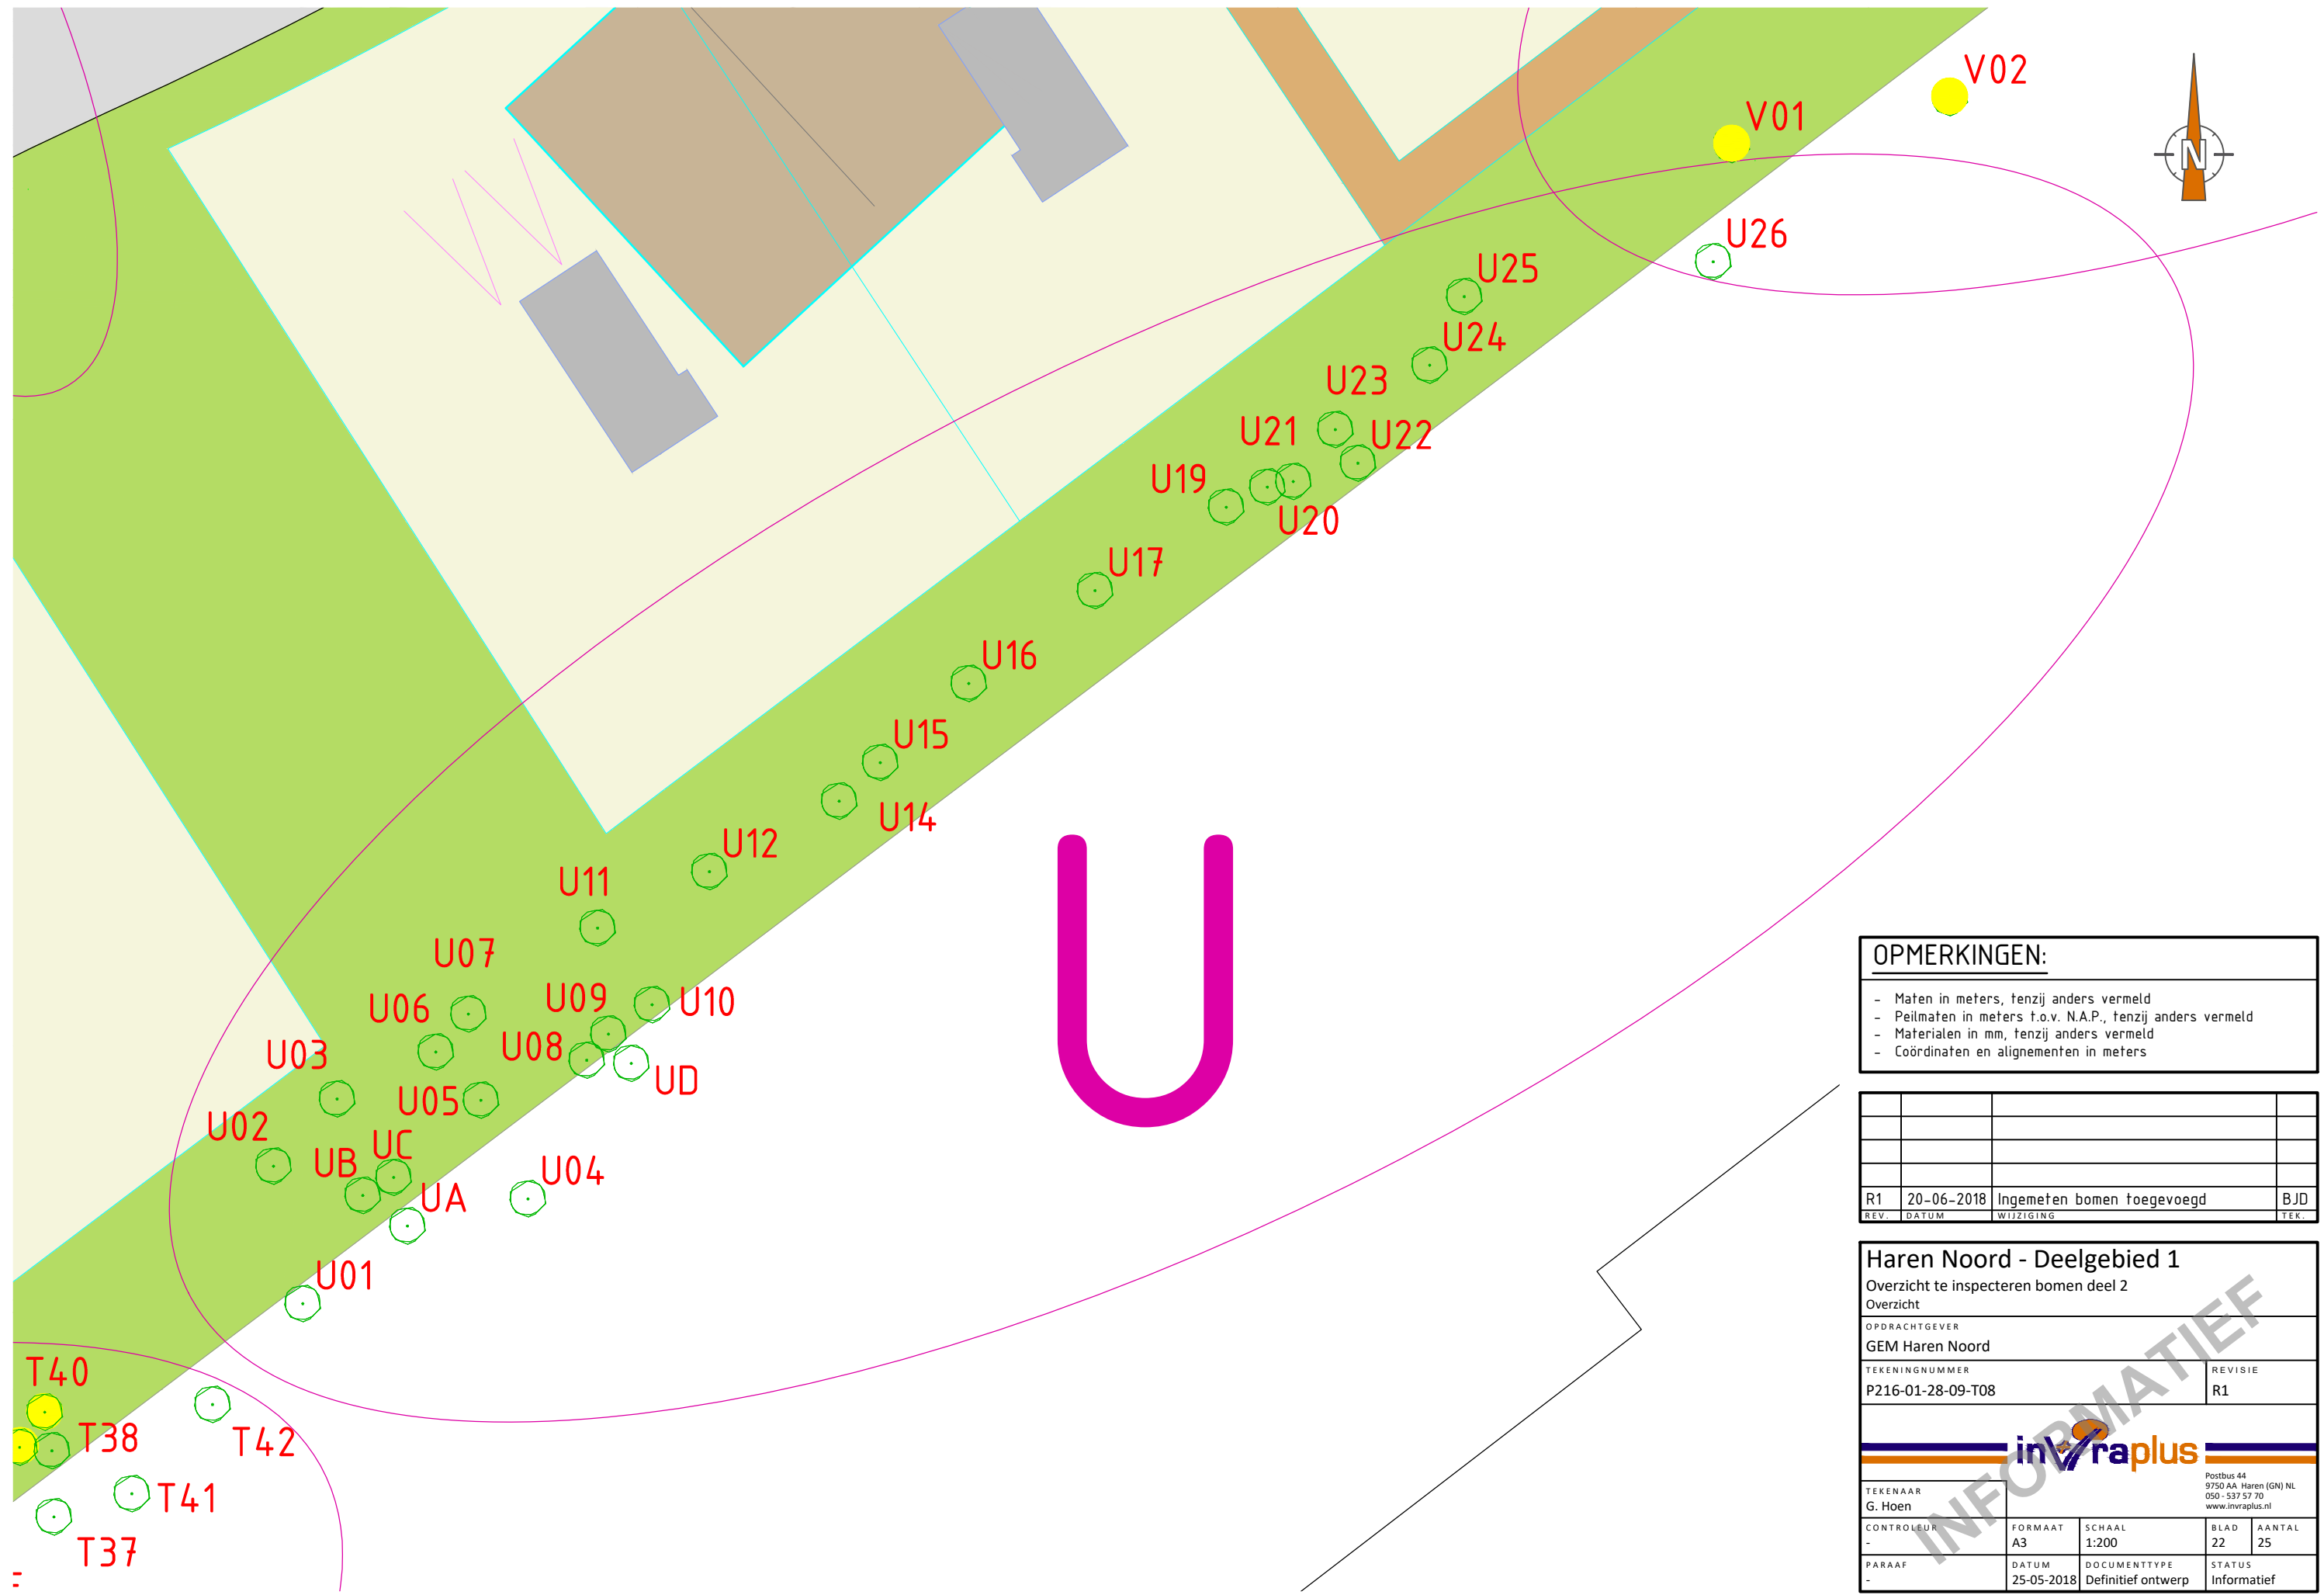 V02
V01
N
U26
U25
U24
U23
U21
U22
U19
U20
U17
U16
U15
U14
U12
U11
U07
U09
U10
U06
U08
U03
UD
U05
U02
UC
UB
U04
UA
U01
U
T40
T38
T42
T41
T37
OPMERKINGEN:
- Maten in meters, tenzij anders vermeld
- Peilmaten in meters t.o.v. N.A.P., tenzij anders vermeld
- Materialen in mm, tenzij anders vermeld
- Coördinaten en alignementen in meters
R1 20-06-2018 Ingemeten bomen toegevoegd BJD
REV. DATUM WIJZIGING TEK.
Haren Noord - Deelgebied 1
Overzicht te inspecteren bomen deel 2
Overzicht
OPDRACHTGEVER
GEM Haren Noord
TEKENINGNUMMER REVISIE
P216-01-28-09-T08 R1
invraplus
Postbus 44
9750 AA Haren (GN) NL
050 - 537 57 70
www.invraplus.nl
TEKENAAR
G. Hoen
CONTROLEUR FORMAAT SCHAAL BLAD AANTAL
- A3 1:200 22 25
PARAAF DATUM DOCUMENTTYPE STATUS
- 25-05-2018 Definitief ontwerp Informatief
INFORMATIEF